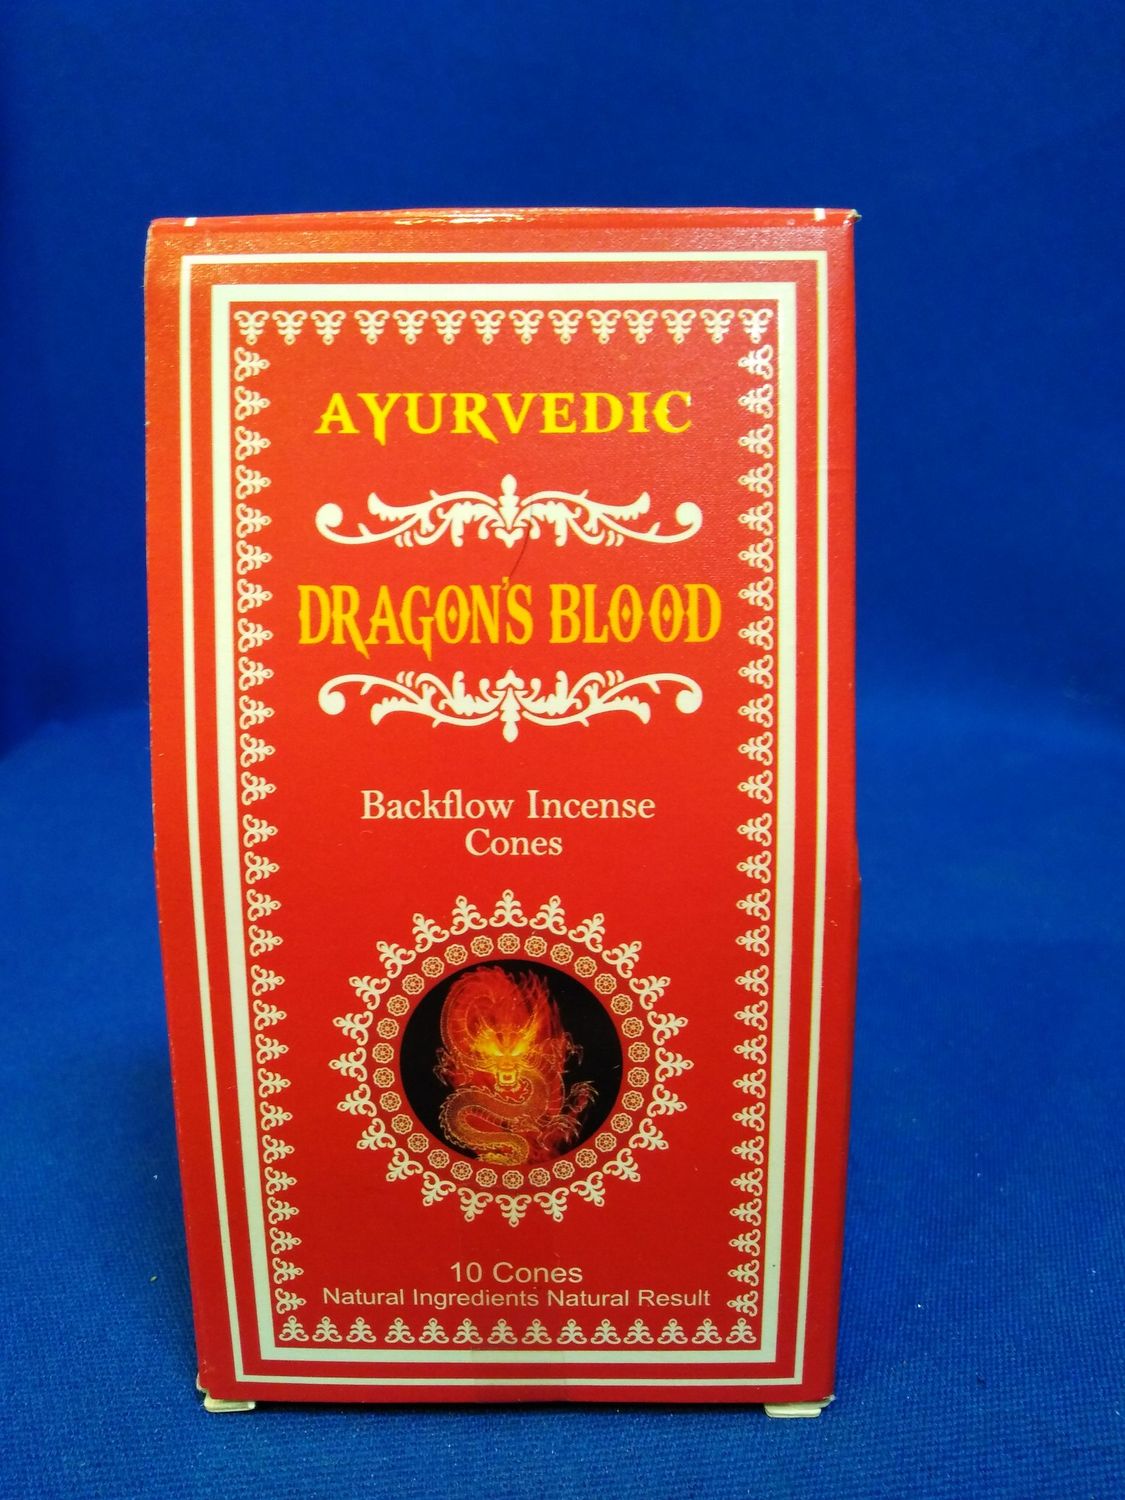 AYURVEDIC
DRAGON'S BLOOD
Backflow Incense
Cones
10 Cones
Natural Ingredients Natural Result